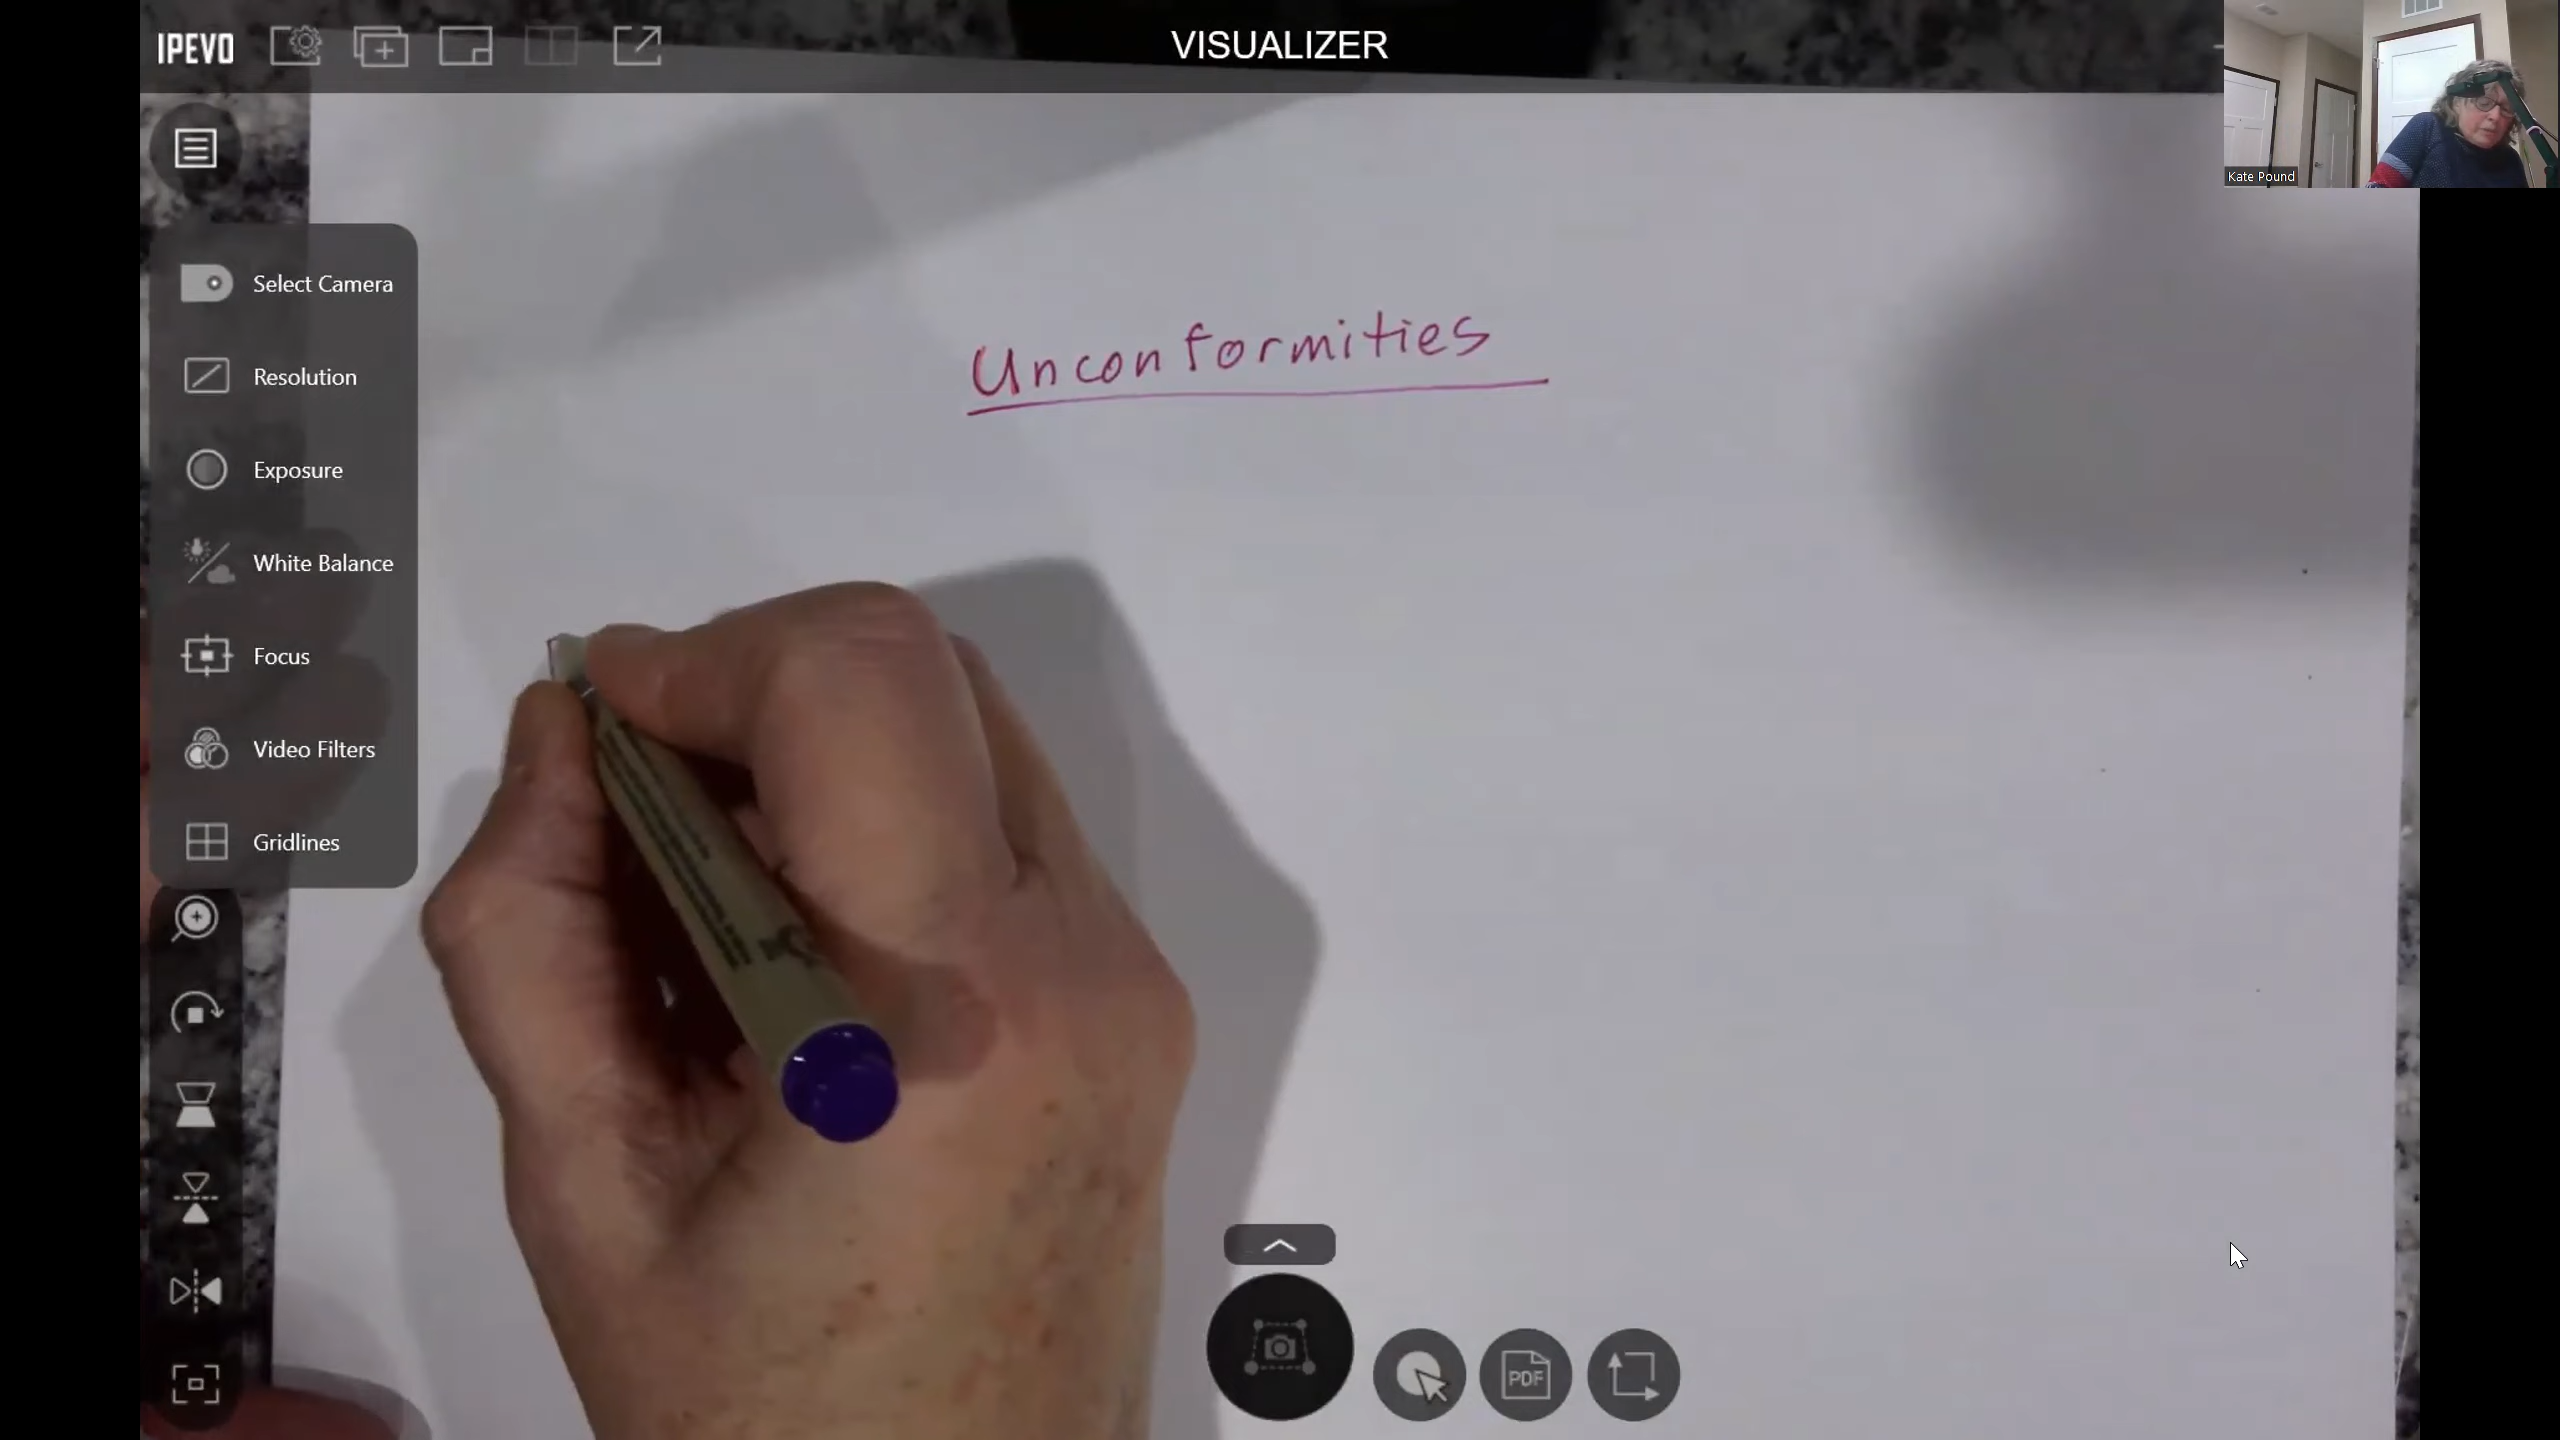 IPEVO
VISUALIZER
Kate Pound
Select Camera
Resolution
Exposure
White Balance
Focus
Video Filters
Gridlines
Unconformities
PDF